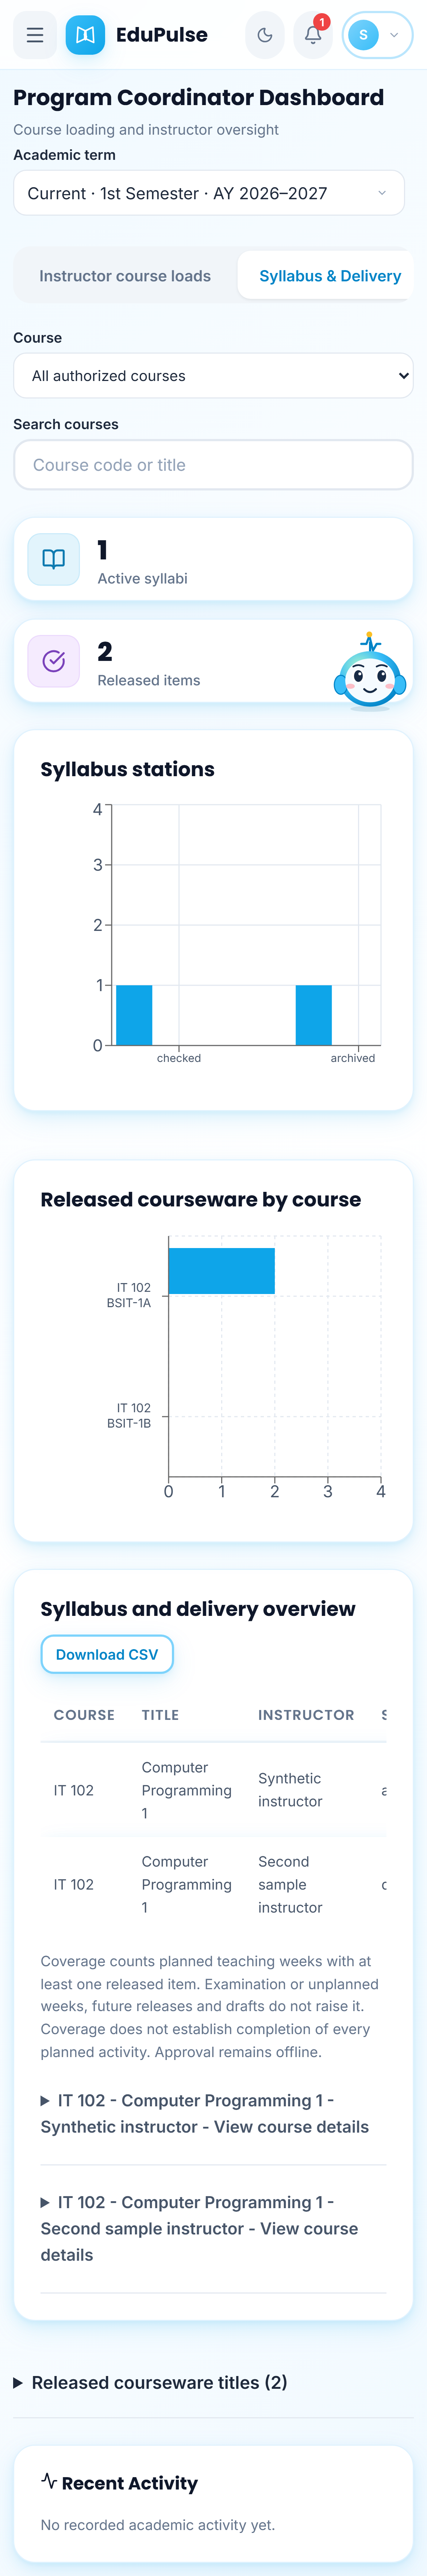 EduPulse
1
S
Program Coordinator Dashboard
Course loading and instructor oversight
Academic term
Current · 1st Semester · AY 2026–2027
Instructor course loads
Syllabus & Delivery
Course
All authorized courses
Search courses
Course code or title
1
Active syllabi
2
Released items
Syllabus stations
4
3
2
1
0
checked
archived
Released courseware by course
IT 102
BSIT-1A
IT 102
BSIT-1B
0 1 2 3 4
Syllabus and delivery overview
Download CSV
COURSE TITLE INSTRUCTOR
Computer
Programming
1
IT 102
Synthetic
instructor
Computer
Programming
1
IT 102
Second
sample
instructor
Coverage counts planned teaching weeks with at
least one released item. Examination or unplanned
weeks, future releases and drafts do not raise it.
Coverage does not establish completion of every
planned activity. Approval remains offline.
IT 102 - Computer Programming 1 -
Synthetic instructor - View course details
IT 102 - Computer Programming 1 -
Second sample instructor - View course
details
Released courseware titles (2)
Recent Activity
No recorded academic activity yet.